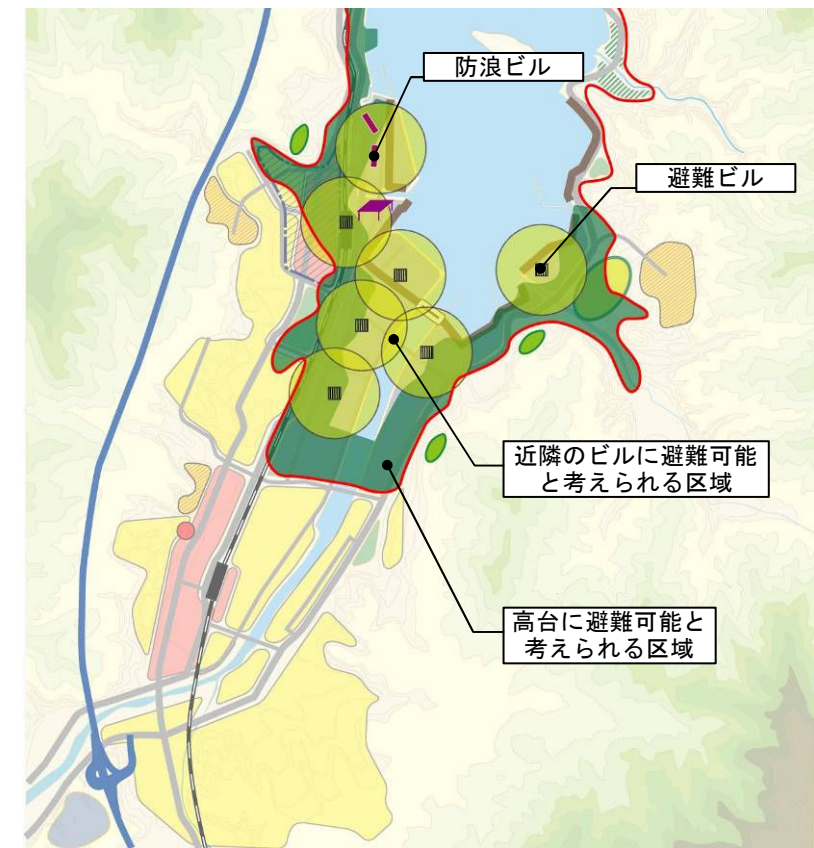 防浪ビル
避難ビル
近隣のビルに避難可能
と考えられる区域
高台に避難可能と
考えられる区域